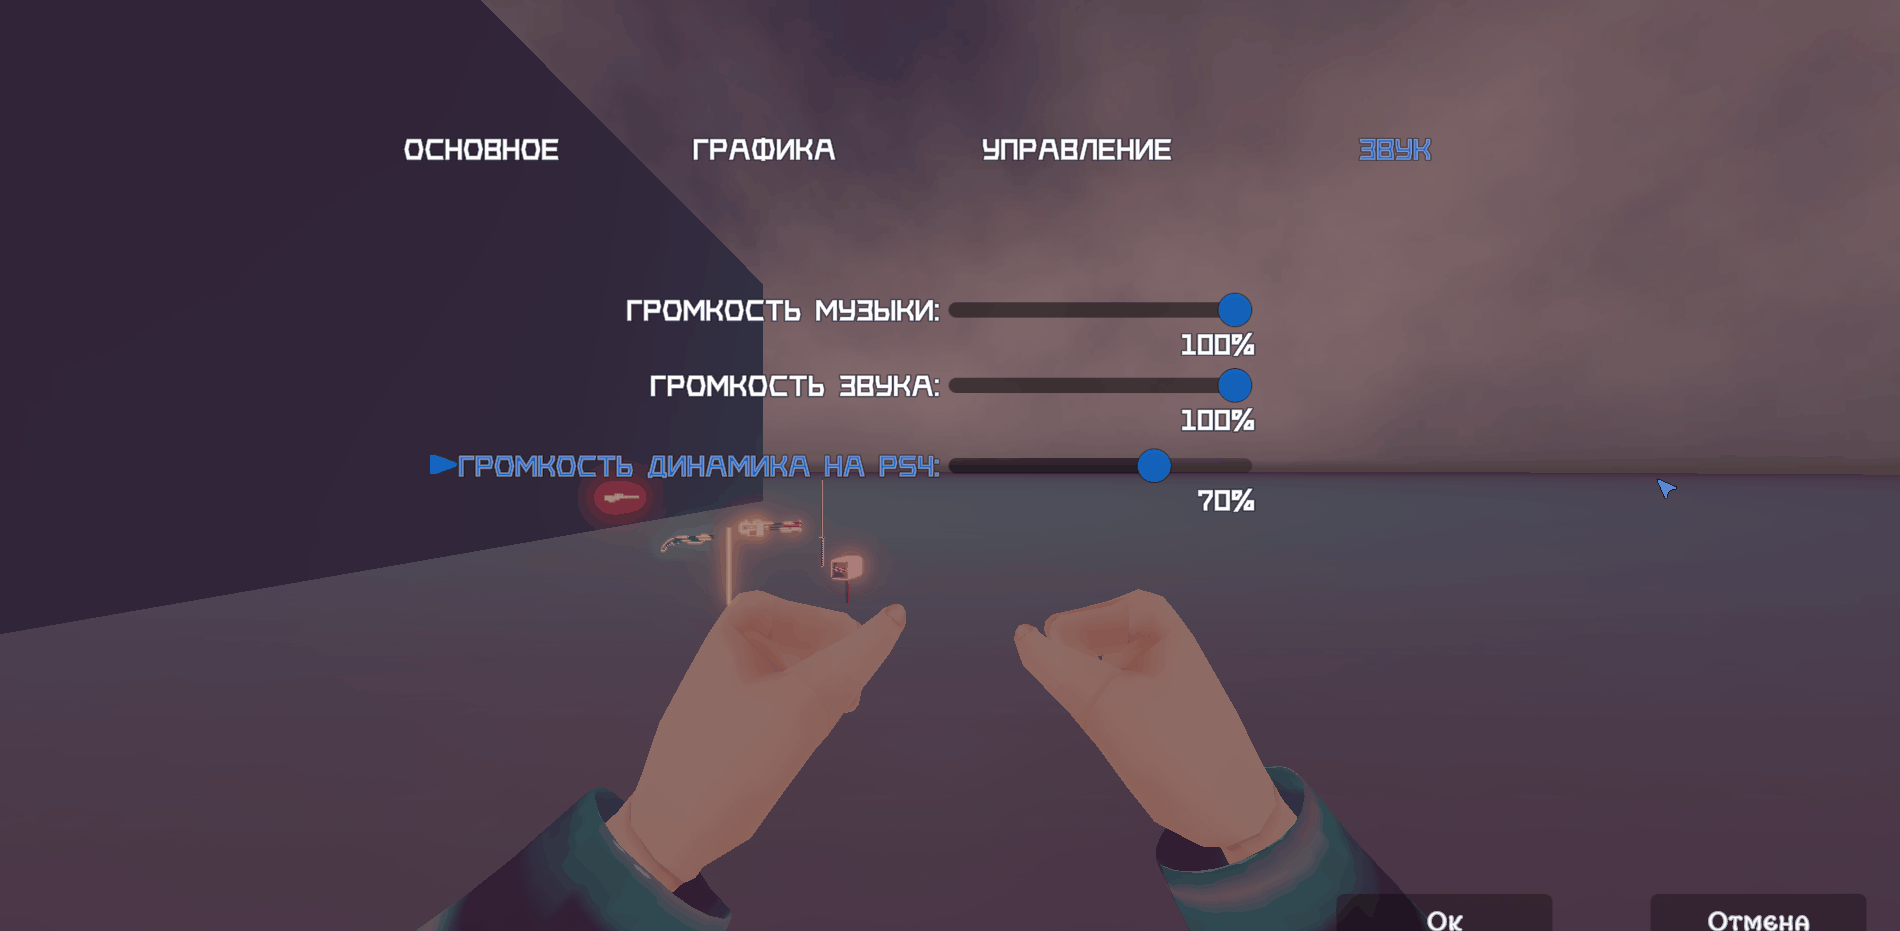 ОСНОВНОЕ ГРАФИКА УПРАВЛЕНИЕ ЗВУК
ГРОМКОСТЬ МУЗЫКИ:
100%
ГРОМКОСТЬ ЗВУКА:
100%
ГРОМКОСТЬ ДИНАМИКА НА PS4:
70%
Ок Отмена